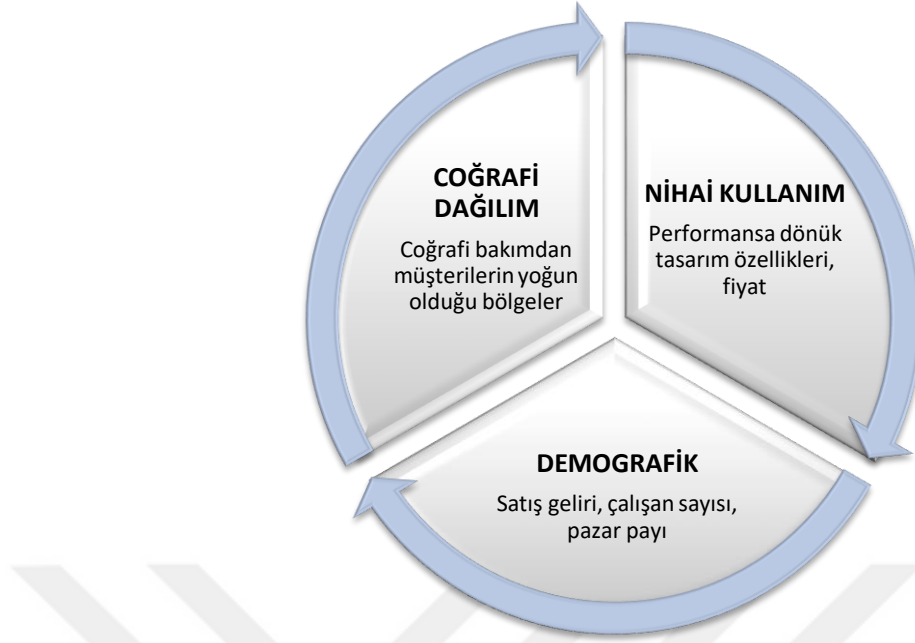 COĞRAFİ
DAĞILIM
Coğrafi bakımdan
müşterilerin yoğun
olduğu bölgeler
NİHAİ KULLANIM
Performansa dönük
tasarım özellikleri,
fiyat
DEMOGRAFİK
Satış geliri, çalışan sayısı,
pazar payı